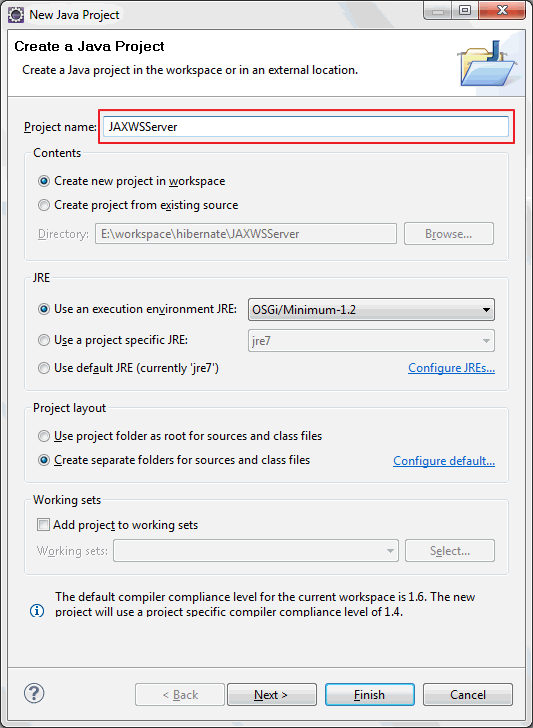 New Java Project
Create a Java Project
Create a Java project in the workspace or in an external location.
Project name: JAXWSServer
Contents
Create new project in workspace
Create project from existing source
Directory: E:\workspace\hibernate\JAXWSServer Browse...
JRE
Use an execution environment JRE: OSGi/Minimum-1.2
Use a project specific JRE: jre7
Use default JRE (currently 'jre7') Configure JREs...
Project layout
Use project folder as root for sources and class files
Create separate folders for sources and class files Configure default...
Working sets
Add project to working sets
Working sets: Select...
The default compiler compliance level for the current workspace is 1.6. The new
project will use a project specific compiler compliance level of 1.4.
? < Back Next > Finish Cancel